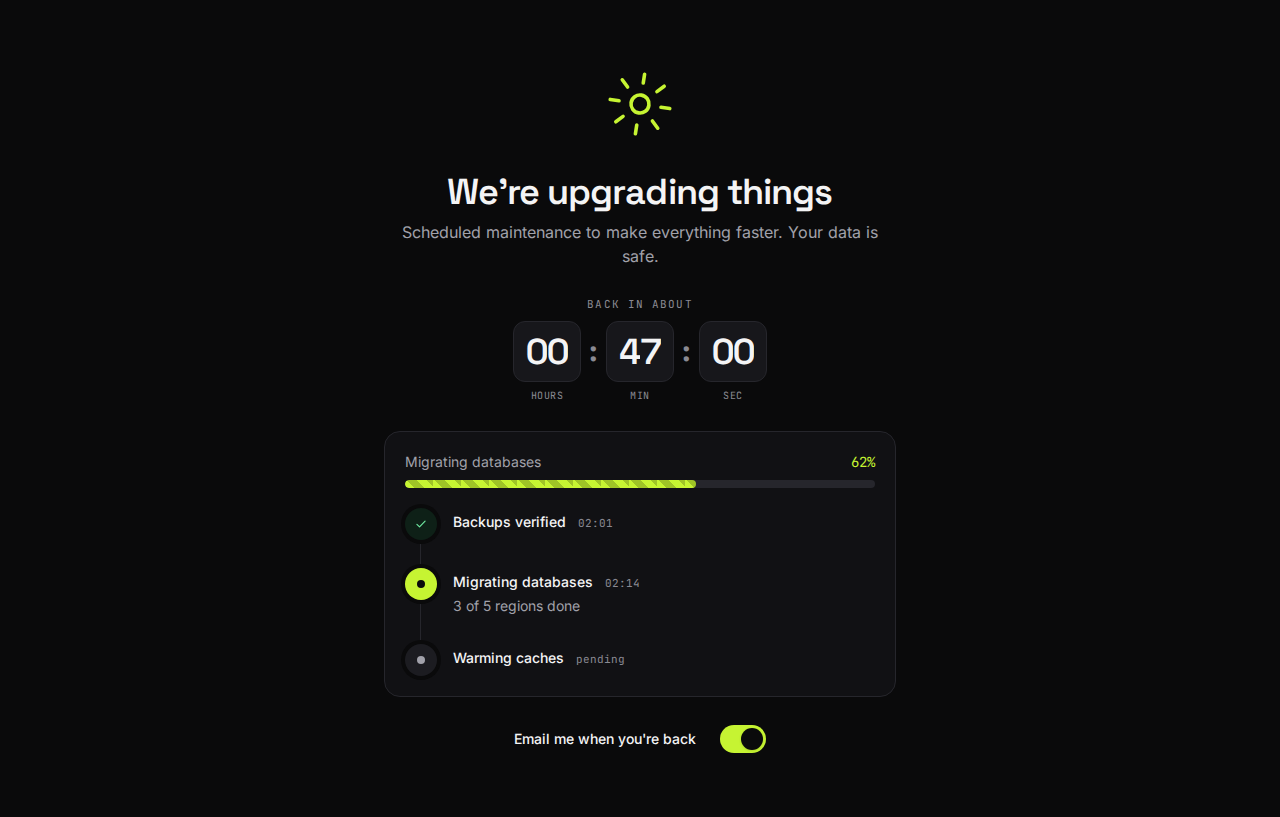 We’re upgrading things
Scheduled maintenance to make everything faster. Your data is
safe.
BACK IN ABOUT
00 : 47 : 00
HOURS MIN SEC
Migrating databases 62%
Backups verified 02:01
Migrating databases 02:14
3 of 5 regions done
Warming caches pending
Email me when you're back